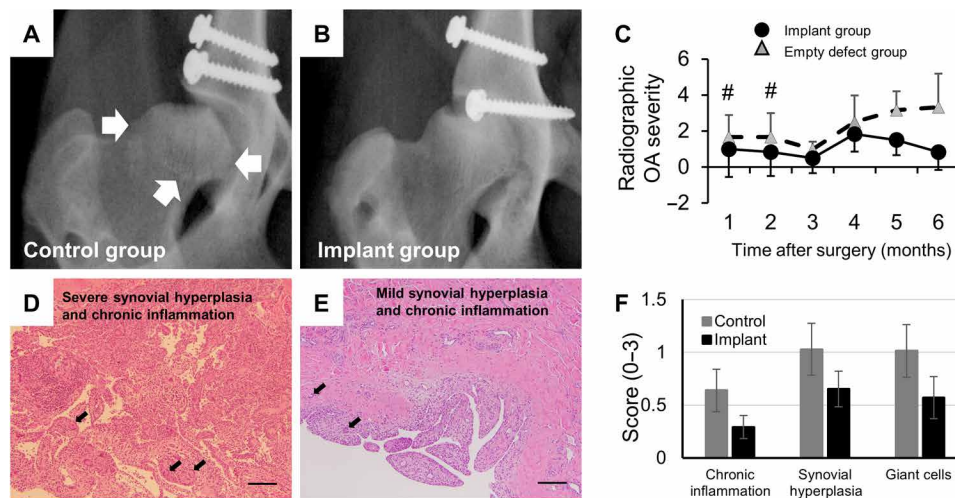 A
Control group
B
Implant group
C
Implant group
Empty defect group
Radiographic
OA severity
6
4
2
0
−2
#
#
1 2 3 4 5 6
Time after surgery (months)
D
Severe synovial hyperplasia
and chronic inflammation
E
Mild synovial hyperplasia
and chronic inflammation
F
Score (0–3)
1.5
1
0.5
0
Control
Implant
Chronic
inflammation
Synovial
hyperplasia
Giant cells